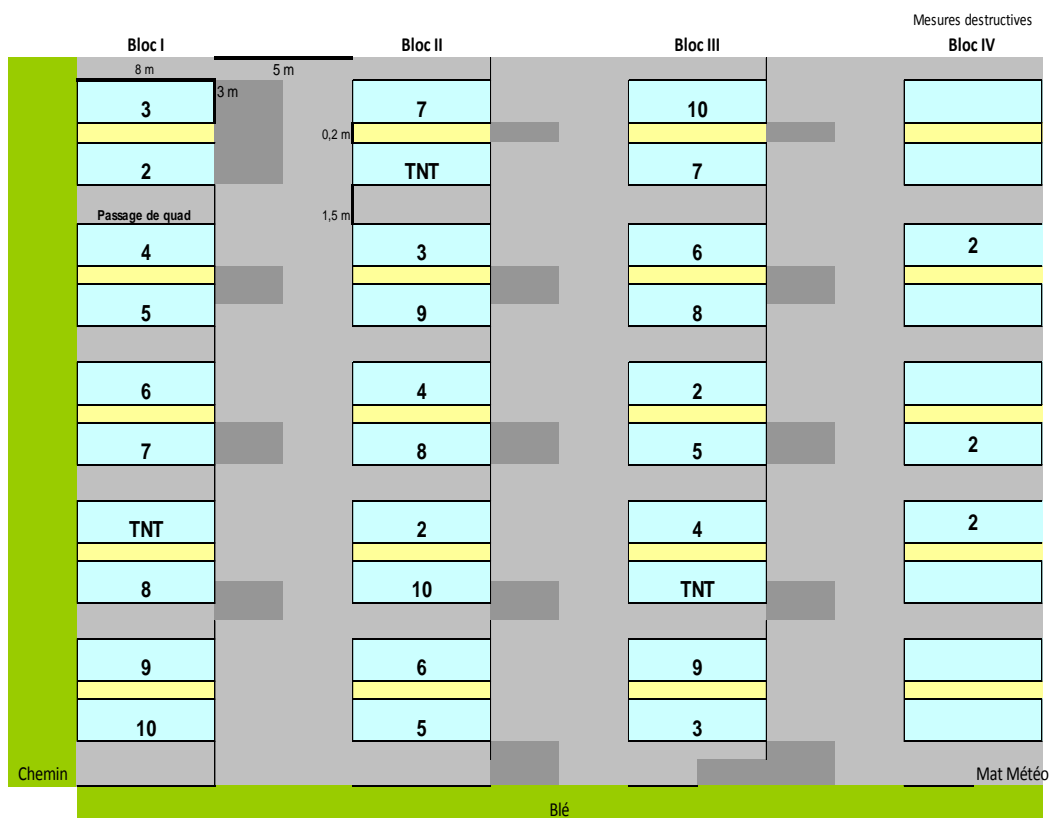 Mesures destructives
Bloc I Bloc II Bloc III Bloc IV
8 m 5 m
3 m
3 7 10
0,2 m
2 TNT 7
Passage de quad 1,5 m
4 3 6 2
5 9 8
6 4 2
7 8 5 2
TNT 2 4 2
8 10 TNT
9 6 9
10 5 3
Chemin Mat Météo
Blé